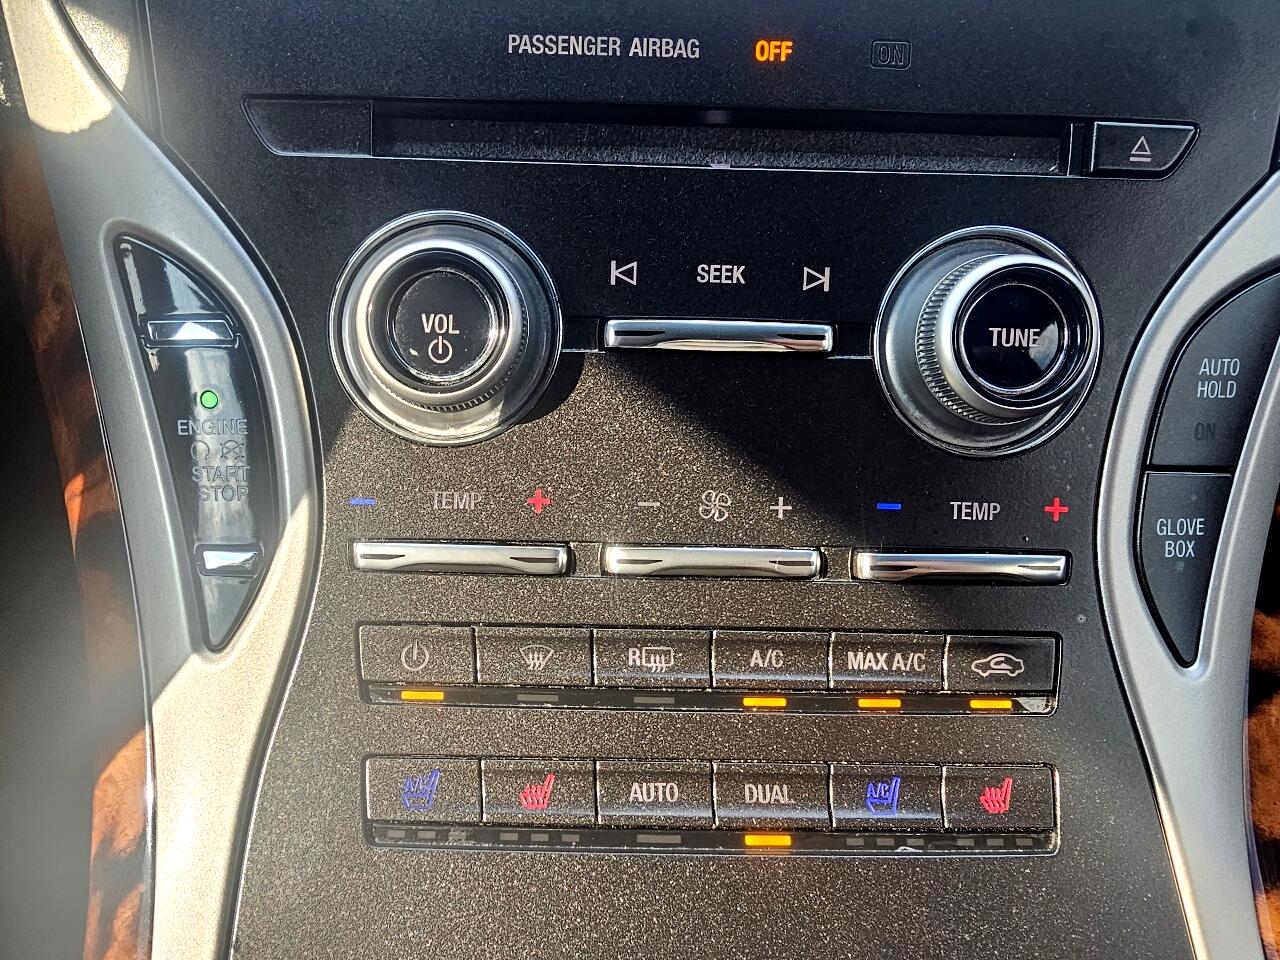 PASSENGER AIRBAG OFF ON
SEEK
VOL
TUNE
AUTO
HOLD
ON
ENGINE
START
STOP
- TEMP +
- +
- TEMP +
GLOVE
BOX
R A/C MAX A/C
A/C AUTO DUAL A/C